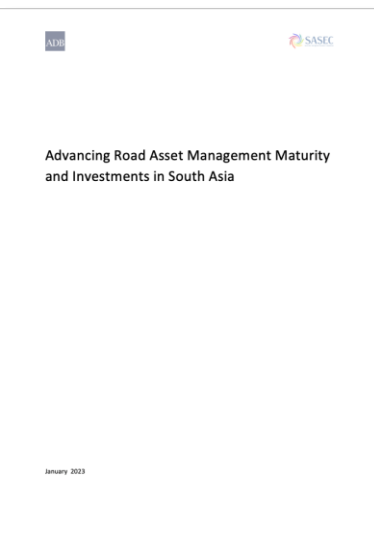 ADB
SASEC
Advancing Road Asset Management Maturity
and Investments in South Asia
January 2023